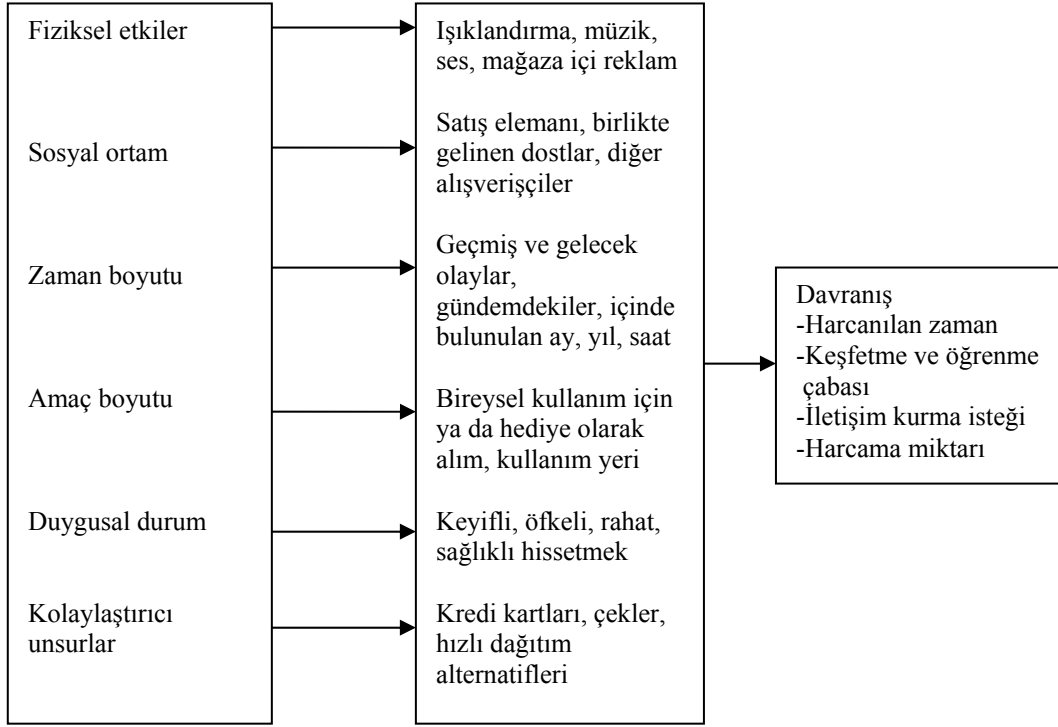 Fiziksel etkiler
Işıklandırma, müzik,
ses, mağaza içi reklam
Sosyal ortam
Satış elemanı, birlikte
gelinen dostlar, diğer
alışverişçiler
Zaman boyutu
Geçmiş ve gelecek
olaylar,
gündemdekiler, içinde
bulunulan ay, yıl, saat
Amaç boyutu
Bireysel kullanım için
ya da hediye olarak
alım, kullanım yeri
Duygusal durum
Keyifli, öfkeli, rahat,
sağlıklı hissetmek
Kolaylaştırıcı
unsurlar
Kredi kartları, çekler,
hızlı dağıtım
alternatifleri
Davranış
-Harcanılan zaman
-Keşfetme ve öğrenme
çabası
-İletişim kurma isteği
-Harcama miktarı